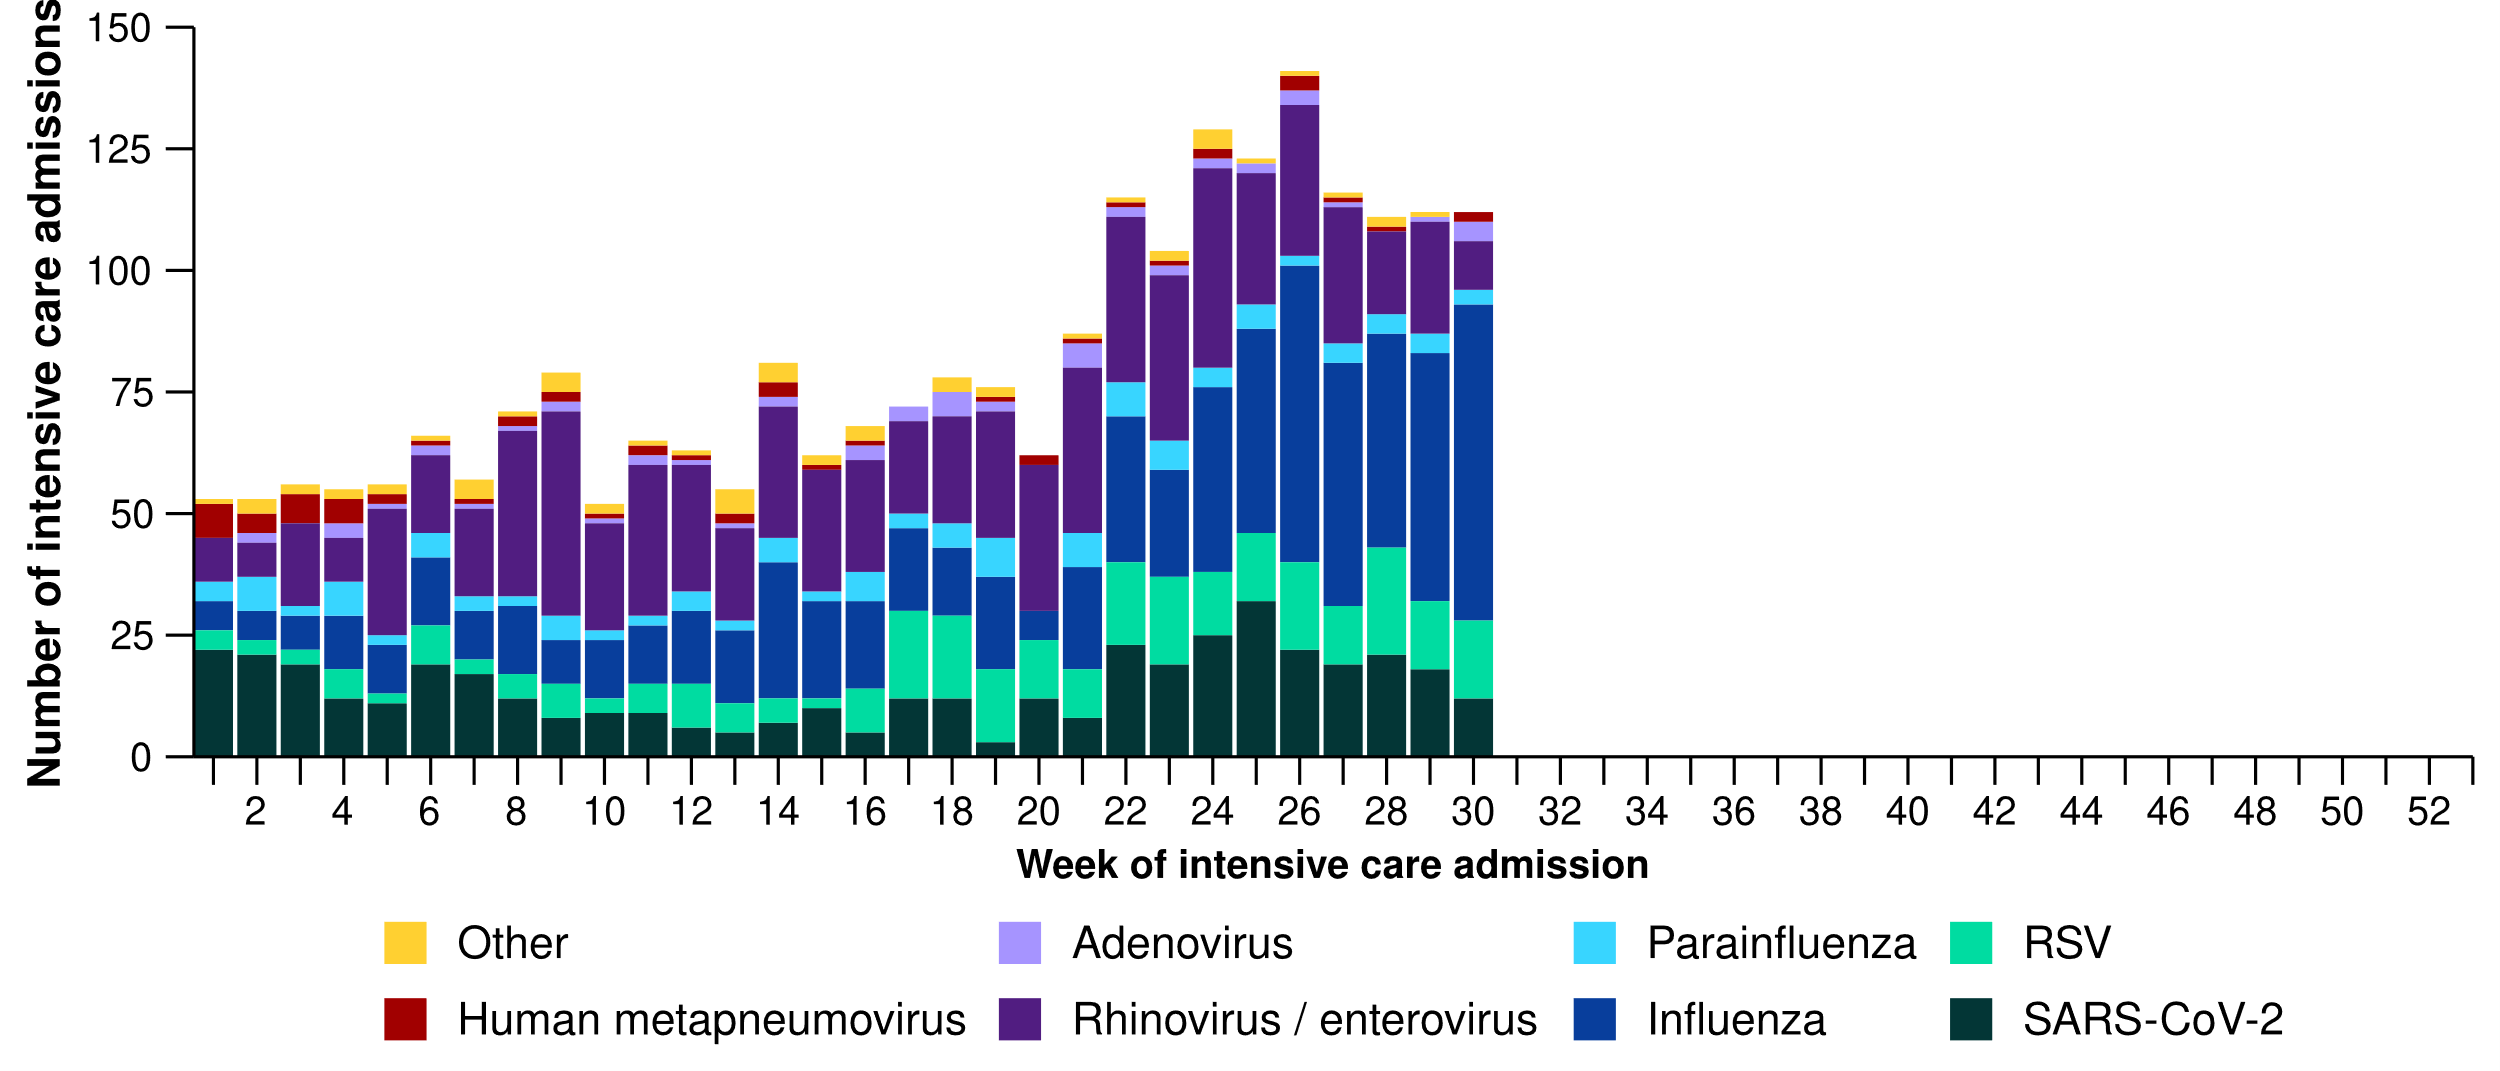 Number of intensive care admissions
150
125
100
75
50
25
0
2 4 6 8 10 12 14 16 18 20 22 24 26 28 30 32 34 36 38 40 42 44 46 48 50 52
Week of intensive care admission
Other Adenovirus Parainfluenza RSV
Human metapneumovirus Rhinovirus / enterovirus Influenza SARS-CoV-2